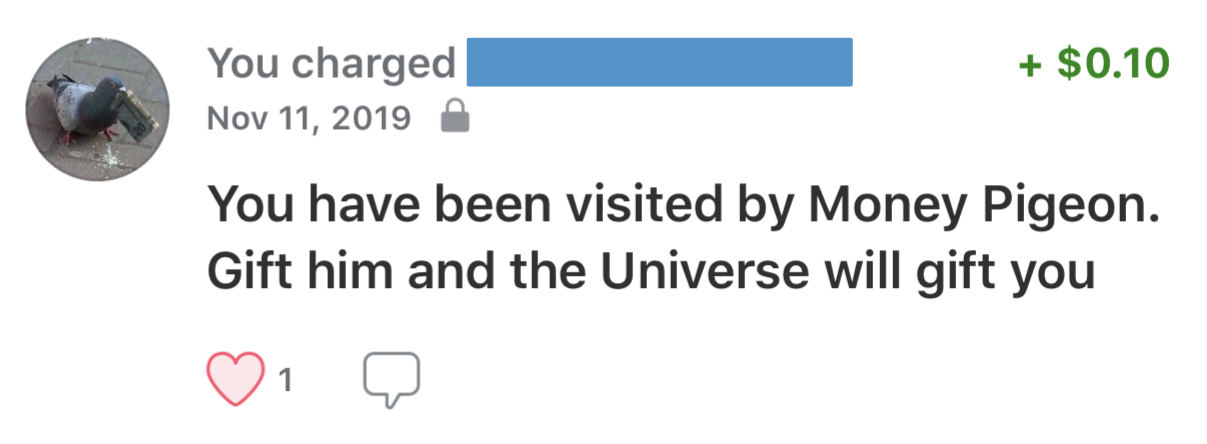 You charged
+ $0.10
Nov 11, 2019
You have been visited by Money Pigeon.
Gift him and the Universe will gift you
1
20